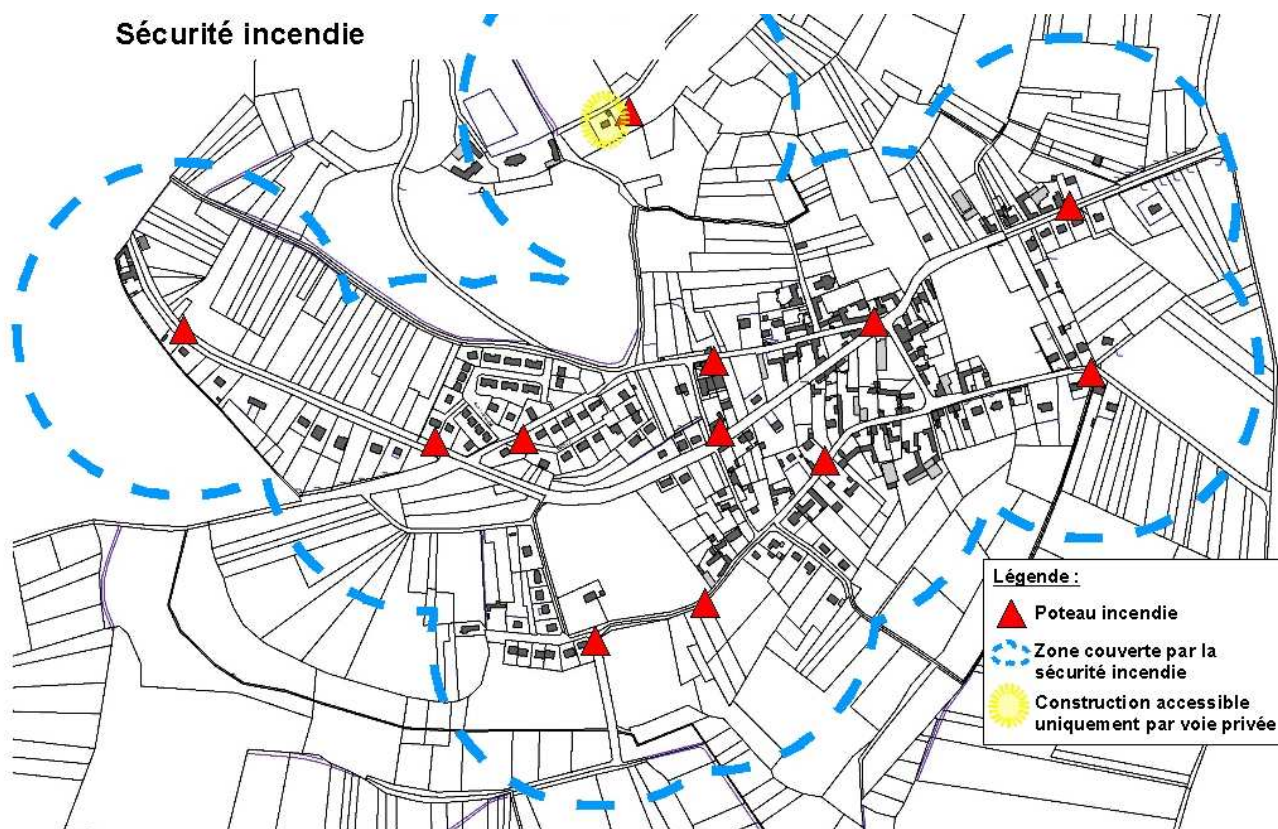 Sécurité incendie
Légende :
Poteau incendie
Zone couverte par la
sécurité incendie
Construction accessible
uniquement par voie privée